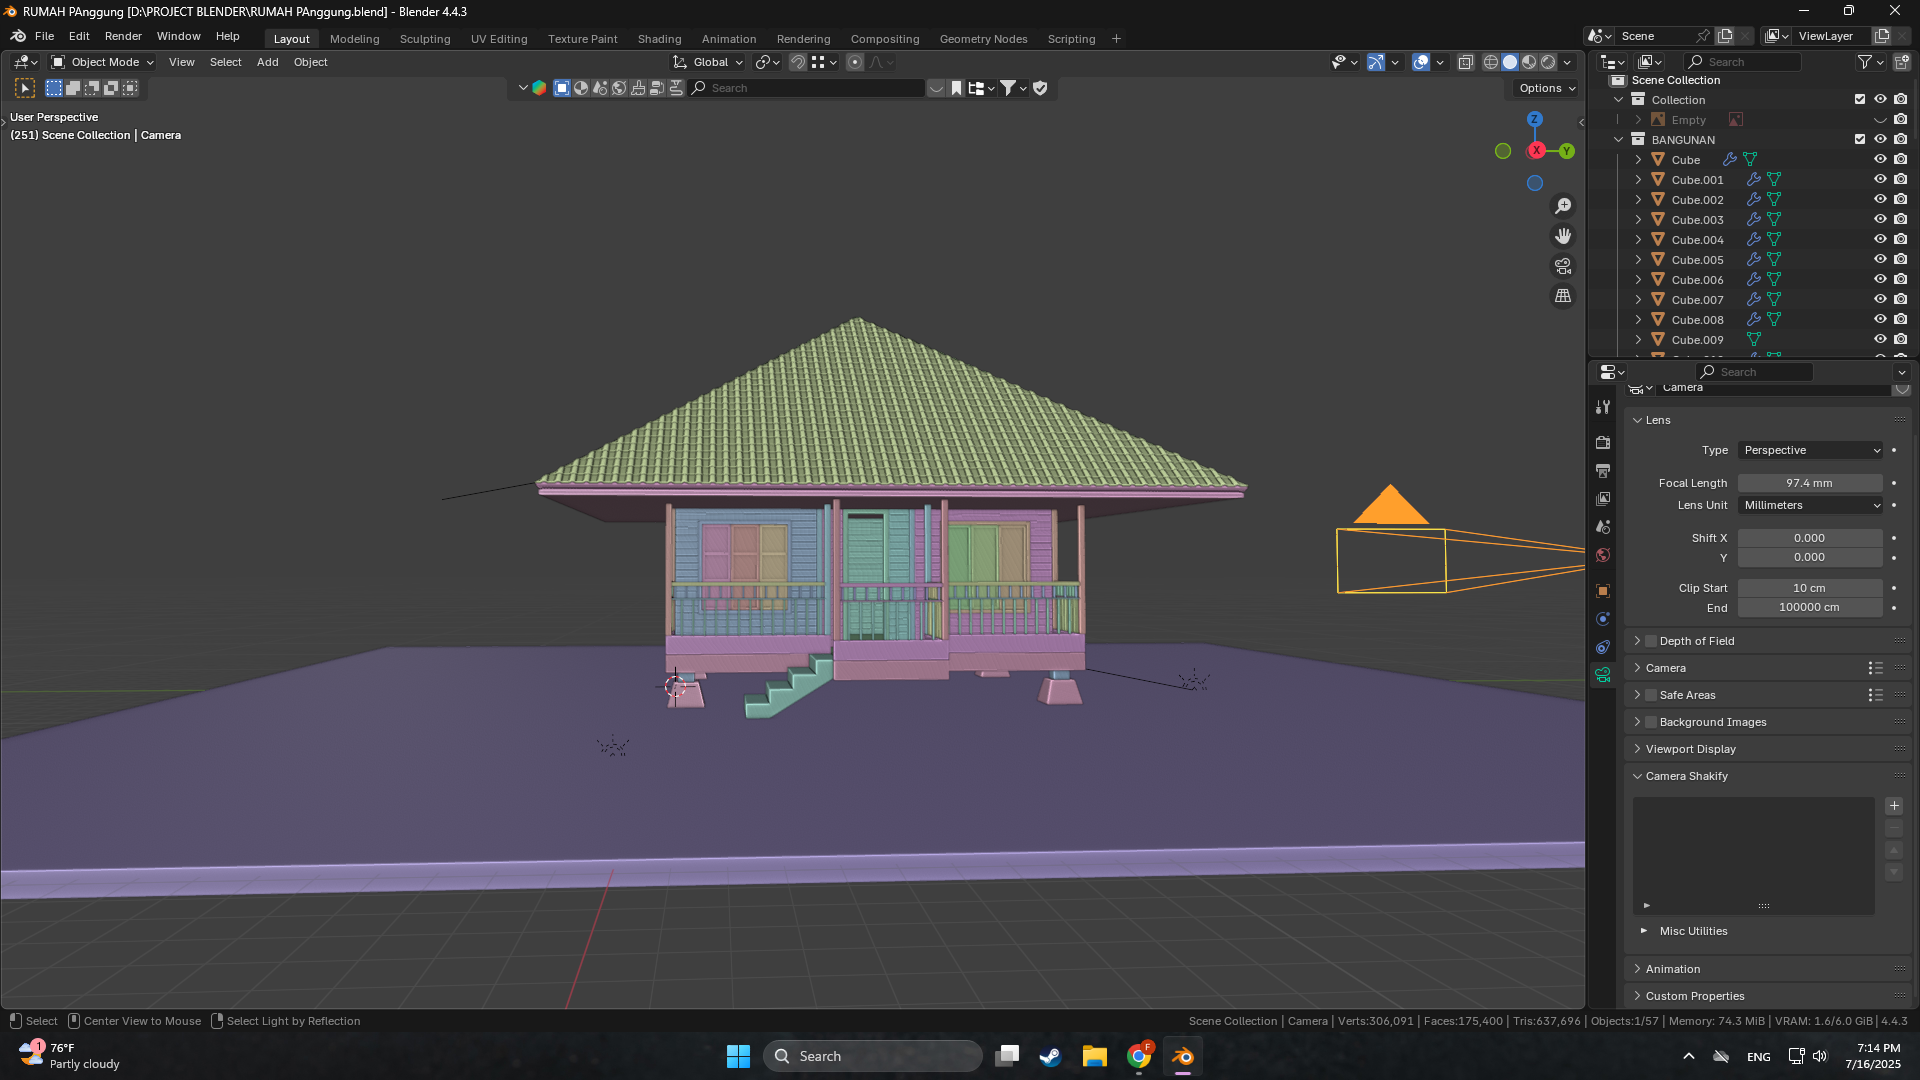 RUMAH PAnggung [D:\PROJECT BLENDER\RUMAH PAnggung.blend] - Blender 4.4.3
File Edit Render Window Help Layout Modeling Sculpting UV Editing Texture Paint Shading Animation Rendering Compositing Geometry Nodes Scripting + Scene ViewLayer
Object Mode View Select Add Object Global Search
Search Options
User Perspective
(251) Scene Collection | Camera
Z
X
Y
Scene Collection
Collection
Empty
BANGUNAN
Cube
Cube.001
Cube.002
Cube.003
Cube.004
Cube.005
Cube.006
Cube.007
Cube.008
Cube.009
Search
Camera
Lens
Type Perspective
Focal Length 97.4 mm
Lens Unit Millimeters
Shift X 0.000
Y 0.000
Clip Start 10 cm
End 100000 cm
Depth of Field
Camera
Safe Areas
Background Images
Viewport Display
Camera Shakify
Misc Utilities
Animation
Custom Properties
Select Center View to Mouse Select Light by Reflection
Scene Collection | Camera | Verts:306,091 | Faces:175,400 | Tris:637,696 | Objects:1/57 | Memory: 74.3 MiB | VRAM: 1.6/6.0 GiB | 4.4.3
1
76°F
Partly cloudy
Search
F
ENG
7:14 PM
7/16/2025